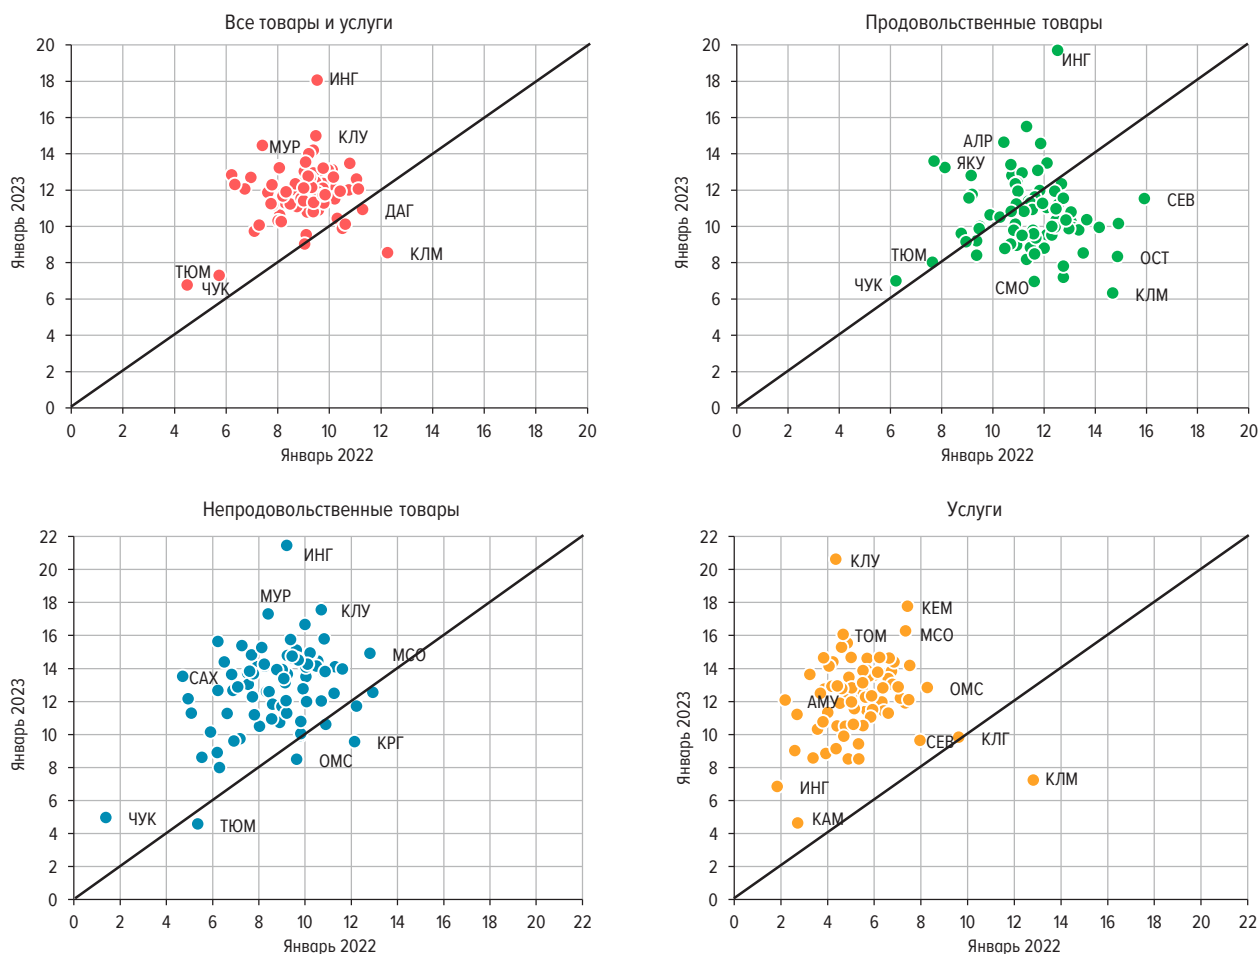 Все товары и услуги
20
18
16
14
12
10
8
6
4
2
0
Январь 2023
ИНГ
МУР
КЛУ
ДАГ
КЛМ
ТЮМ
ЧУК
0 2 4 6 8 10 12 14 16 18 20
Январь 2022
Продовольственные товары
20
18
16
14
12
10
8
6
4
2
0
Январь 2023
ИНГ
АЛР
ЯКУ
СЕВ
ТЮМ
ОСТ
ЧУК
СМО
КЛМ
0 2 4 6 8 10 12 14 16 18 20
Январь 2022
Непродовольственные товары
22
20
18
16
14
12
10
8
6
4
2
0
Январь 2023
ИНГ
МУР
КЛУ
МСО
САХ
КРГ
ОМС
ЧУК
ТЮМ
0 2 4 6 8 10 12 14 16 18 20 22
Январь 2022
Услуги
22
20
18
16
14
12
10
8
6
4
2
0
Январь 2023
КЛУ
КЕМ
ТОМ
МСО
ОМС
АМУ
СЕВ
КЛГ
КЛМ
ИНГ
КАМ
0 2 4 6 8 10 12 14 16 18 20 22
Январь 2022